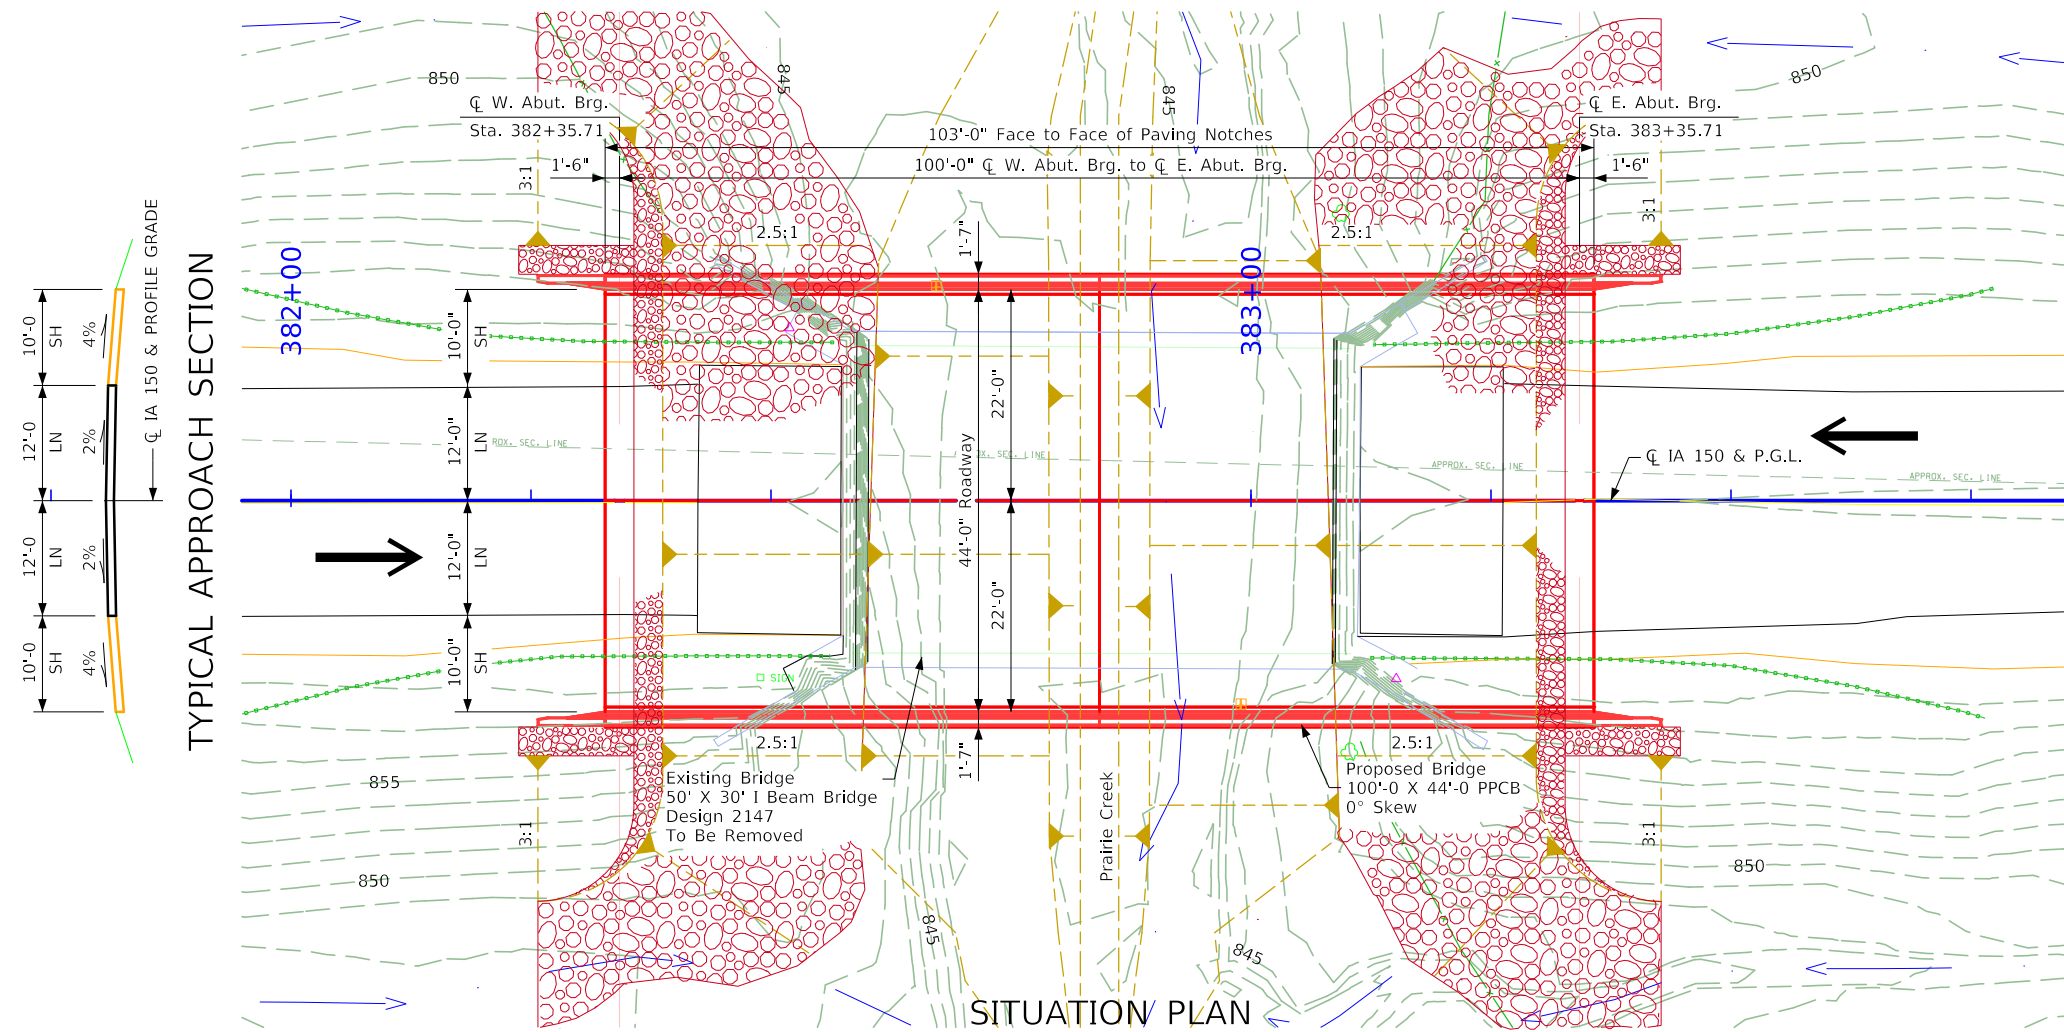 TYPICAL APPROACH SECTION
℄ IA 150 & PROFILE GRADE
10'-0
SH
4%
12'-0
LN
2%
12'-0
LN
2%
10'-0
SH
4%
382+00
383+00
850
845
845
850
℄ W. Abut. Brg.
Sta. 382+35.71
℄ E. Abut. Brg.
Sta. 383+35.71
103'-0" Face to Face of Paving Notches
100'-0" ℄ W. Abut. Brg. to ℄ E. Abut. Brg.
1'-6"
1'-6"
3:1
3:1
2.5:1
2.5:1
1'-7"
10'-0"
SH
12'-0"
LN
12'-0"
LN
10'-0"
SH
22'-0"
44'-0" Roadway
22'-0"
1'-7"
ROX. SEC. LINE
OX. SEC. LINE
APPROX. SEC. LINE
APPROX. SEC. LINE
℄ IA 150 & P.G.L.
SIGN
2.5:1
2.5:1
Existing Bridge
50' X 30' I Beam Bridge
Design 2147
To Be Removed
Proposed Bridge
100'-0 X 44'-0 PPCB
0° Skew
Prairie Creek
855
850
3:1
3:1
850
845
845
SITUATION PLAN